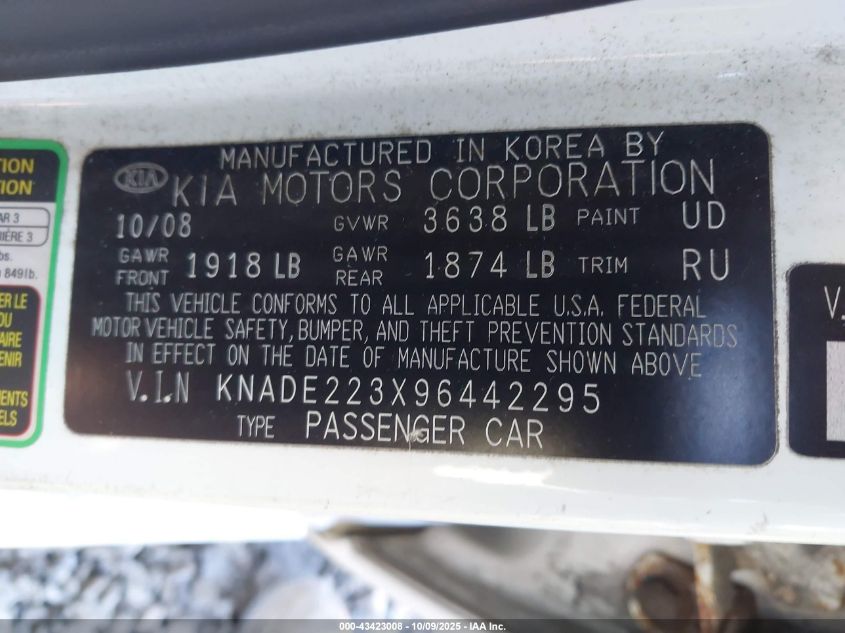 MANUFACTURED IN KOREA BY
KIA KIA MOTORS CORPORATION
10/08 GVWR 3638 LB PAINT UD
GAWR FRONT 1918 LB GAWR REAR 1874 LB TRIM RU
THIS VEHICLE CONFORMS TO ALL APPLICABLE U.S.A. FEDERAL
MOTOR VEHICLE SAFETY, BUMPER, AND THEFT PREVENTION STANDARDS
IN EFFECT ON THE DATE OF MANUFACTURE SHOWN ABOVE
V.I.N KNADE223X96442295
TYPE PASSENGER CAR
000-43423008 - 10/09/2025 - IAA Inc.